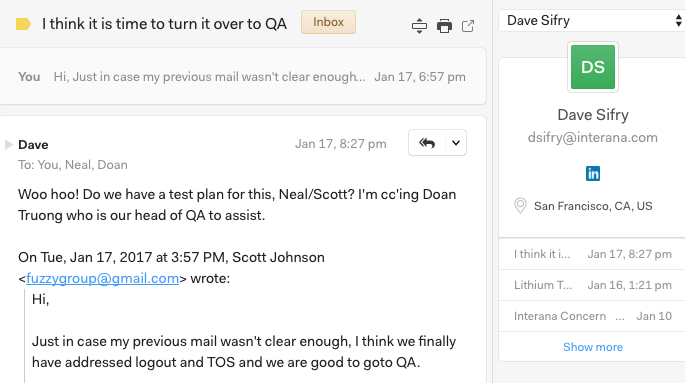 I think it is time to turn it over to QA
Inbox
You Hi, Just in case my previous mail wasn't clear enough... Jan 17, 6:57 pm
Dave Jan 17, 8:27 pm
To: You, Neal, Doan
Woo hoo! Do we have a test plan for this, Neal/Scott? I'm cc'ing Doan
Truong who is our head of QA to assist.
On Tue, Jan 17, 2017 at 3:57 PM, Scott Johnson
<fuzzygroup@gmail.com> wrote:
Hi,
Just in case my previous mail wasn't clear enough, I think we finally
have addressed logout and TOS and we are good to goto QA.
Dave Sifry
DS
Dave Sifry
dsifry@interana.com
in
San Francisco, CA, US
I think it i... Jan 17, 8:27 pm
Lithium T... Jan 16, 1:21 pm
Interana Concern ... Jan 10
Show more